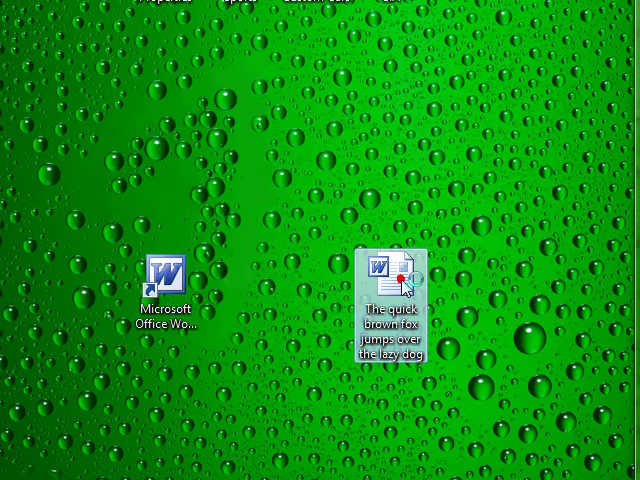 Microsoft
Office Wo...
The quick
brown fox
jumps over
the lazy dog